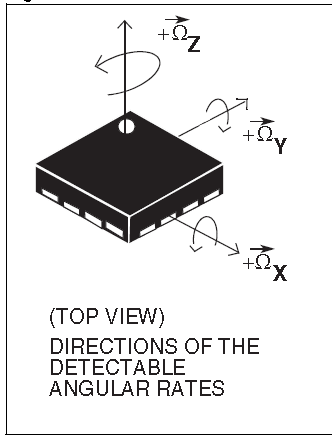 +Ω⃗Z
+Ω⃗Y
+Ω⃗X
(TOP VIEW)
DIRECTIONS OF THE
DETECTABLE
ANGULAR RATES